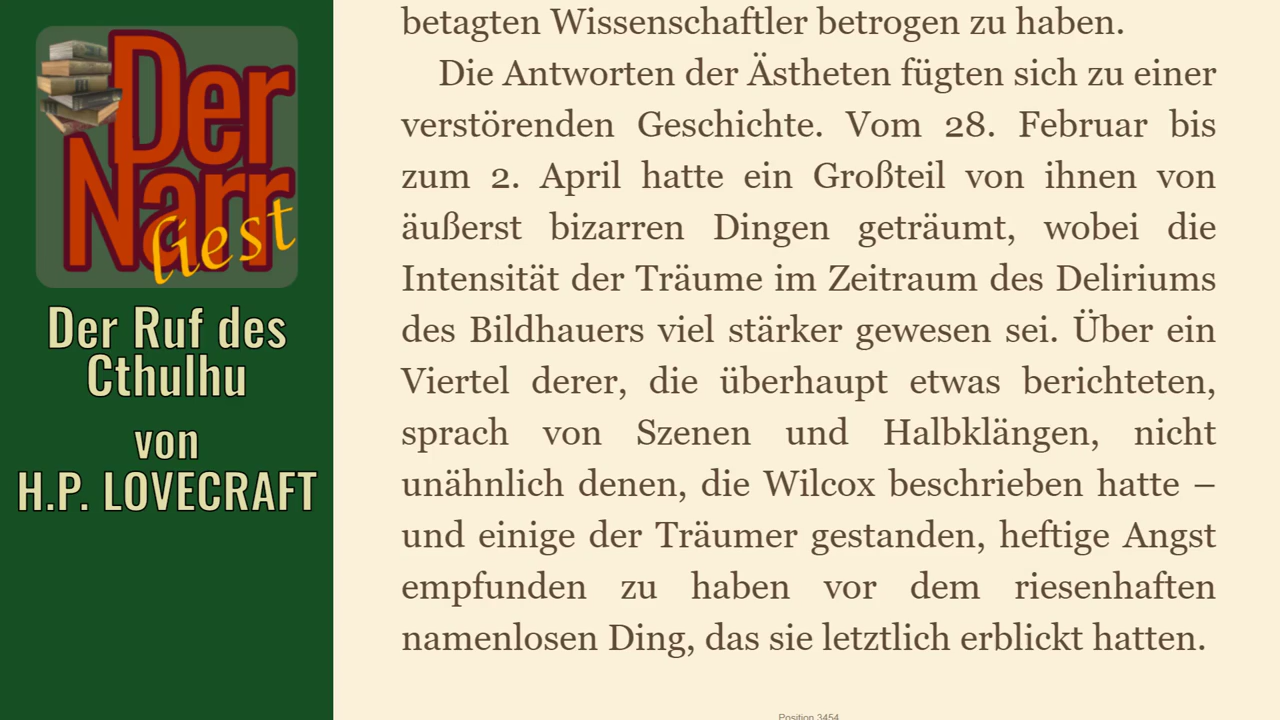 Der
Narr
liest
Der Ruf des
Cthulhu
von
H.P. LOVECRAFT
betagten Wissenschaftler betrogen zu haben.
Die Antworten der Ästheten fügten sich zu einer
verstörenden Geschichte. Vom 28. Februar bis
zum 2. April hatte ein Großteil von ihnen von
äußerst bizarren Dingen geträumt, wobei die
Intensität der Träume im Zeitraum des Deliriums
des Bildhauers viel stärker gewesen sei. Über ein
Viertel derer, die überhaupt etwas berichteten,
sprach von Szenen und Halbklängen, nicht
unähnlich denen, die Wilcox beschrieben hatte –
und einige der Träumer gestanden, heftige Angst
empfunden zu haben vor dem riesenhaften
namenlosen Ding, das sie letztlich erblickt hatten.
Position 3454